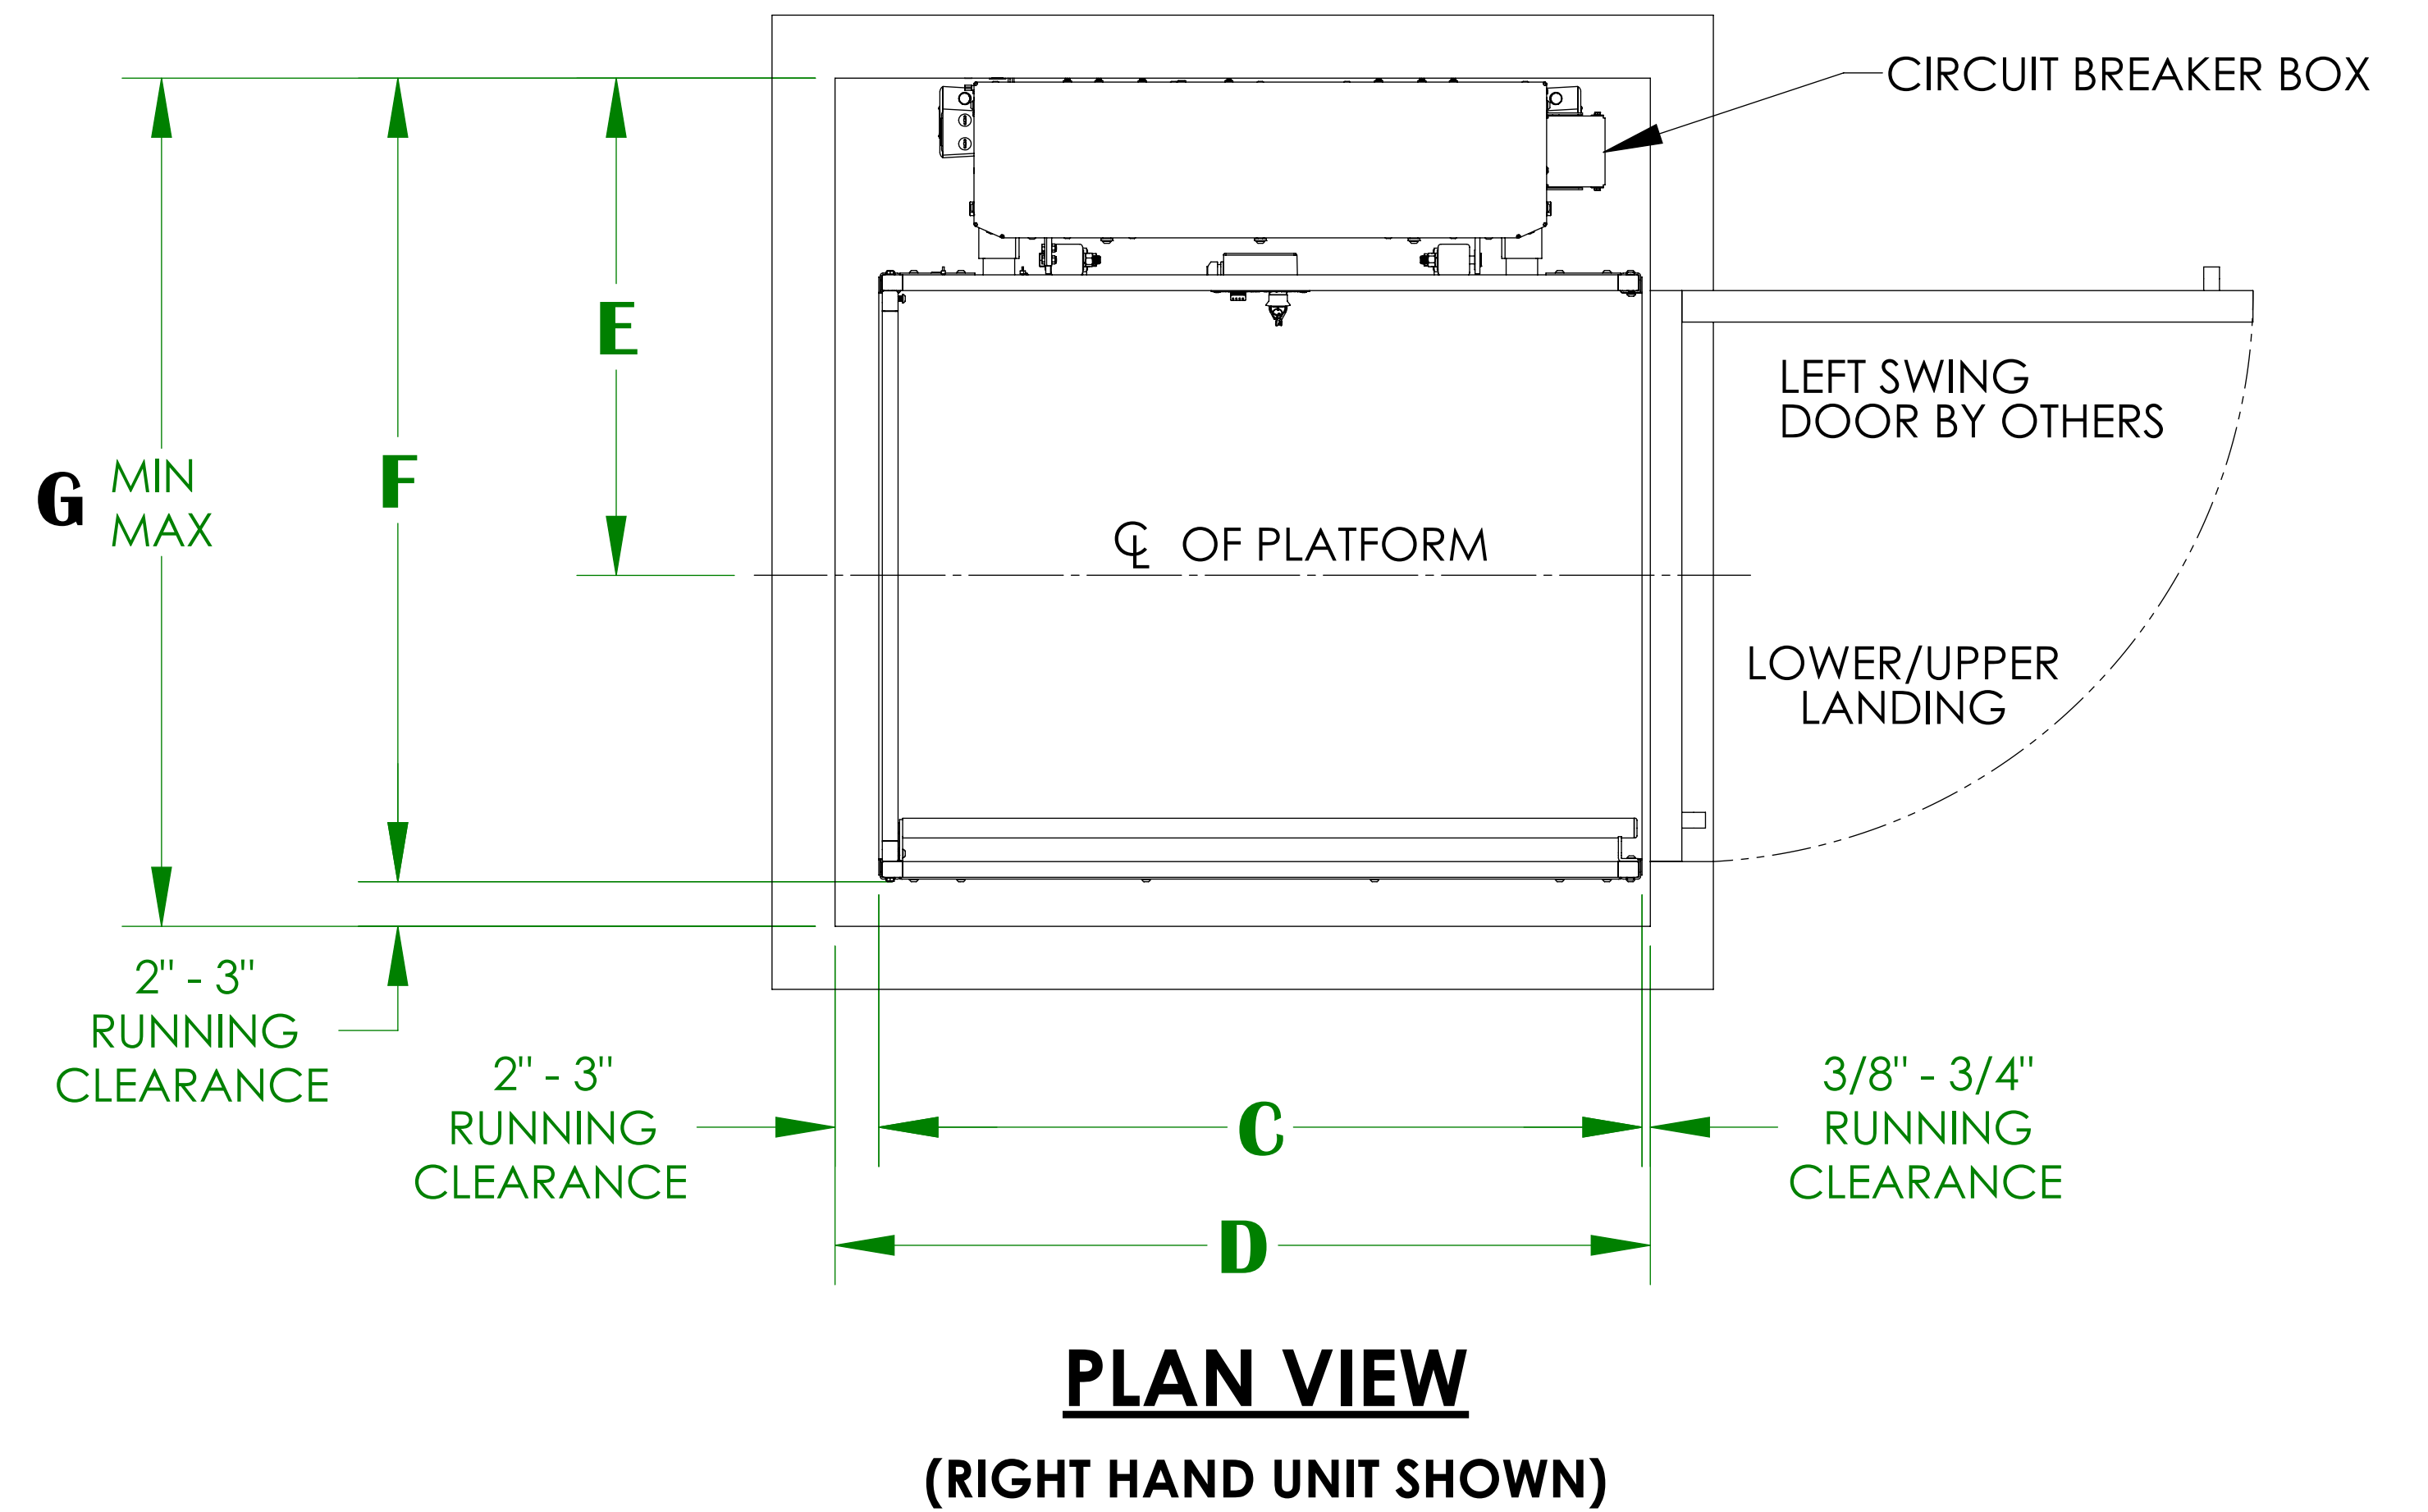 CIRCUIT BREAKER BOX
E
LEFT SWING
DOOR BY OTHERS
G
MIN
MAX
F
℄ OF PLATFORM
LOWER/UPPER
LANDING
2" - 3"
RUNNING
CLEARANCE
2" - 3"
RUNNING
CLEARANCE
C
3/8" - 3/4"
RUNNING
CLEARANCE
D
PLAN VIEW
(RIGHT HAND UNIT SHOWN)